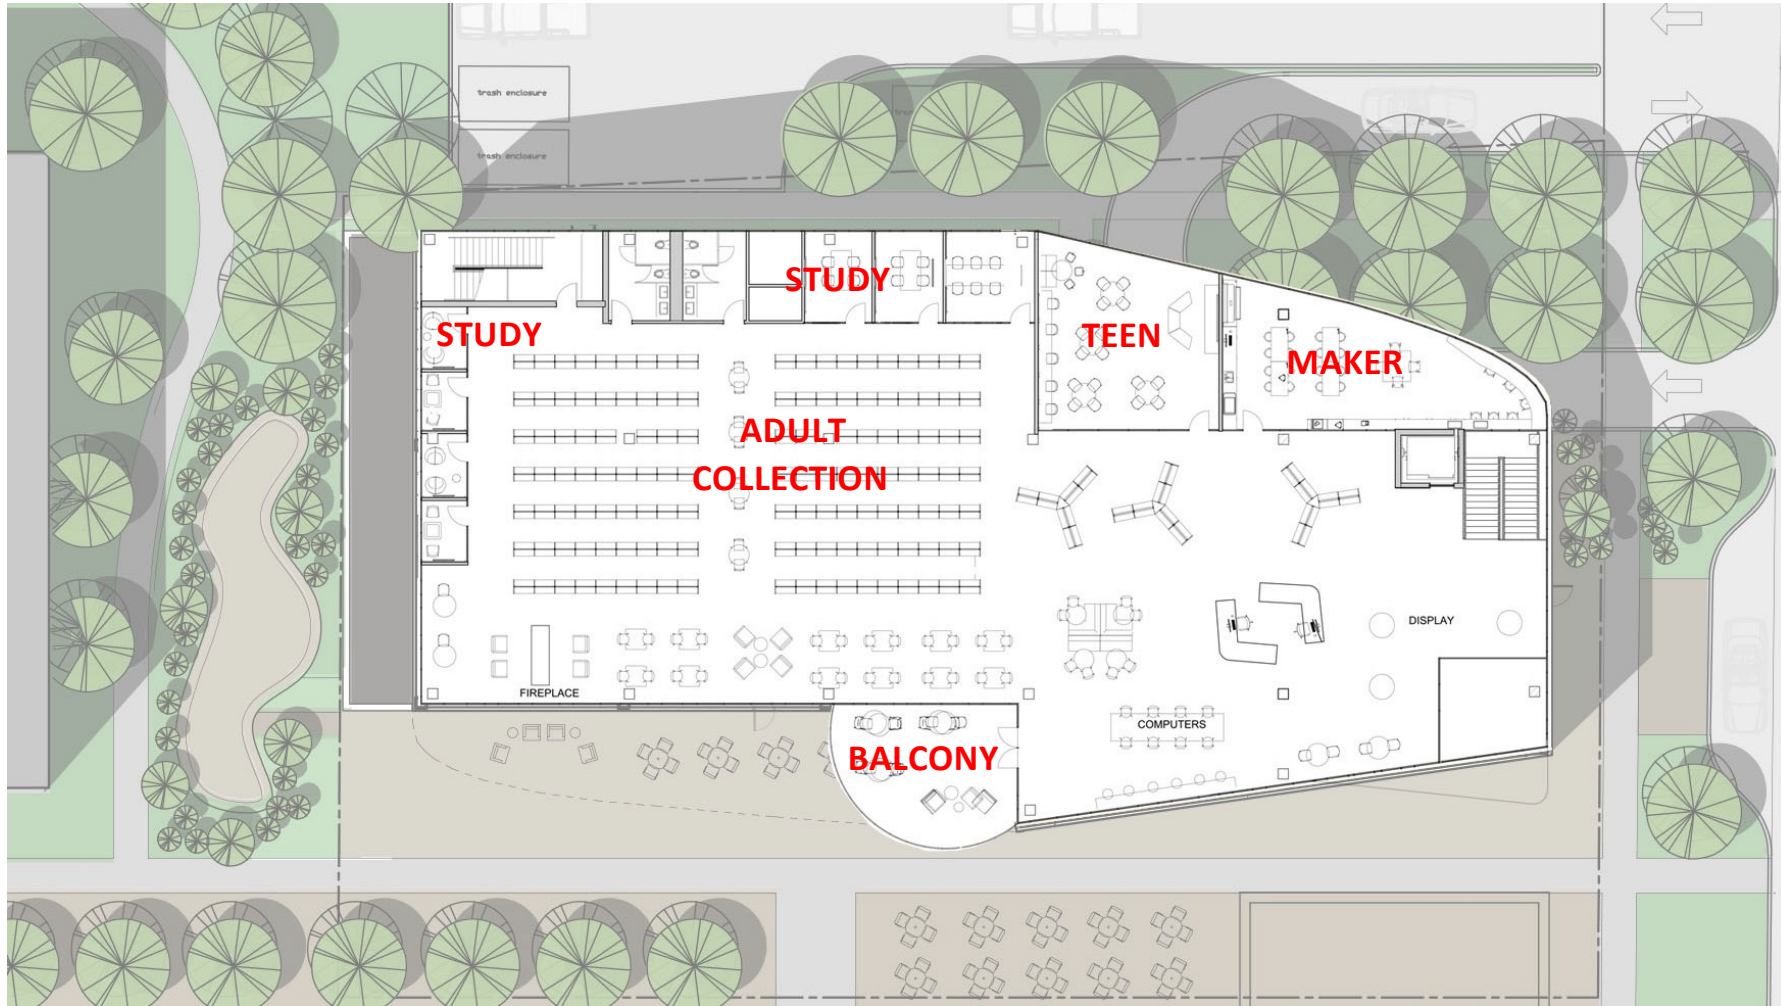 trash enclosure
trash enclosure
STUDY
STUDY
TEEN
MAKER
ADULT
COLLECTION
DISPLAY
FIREPLACE
COMPUTERS
BALCONY